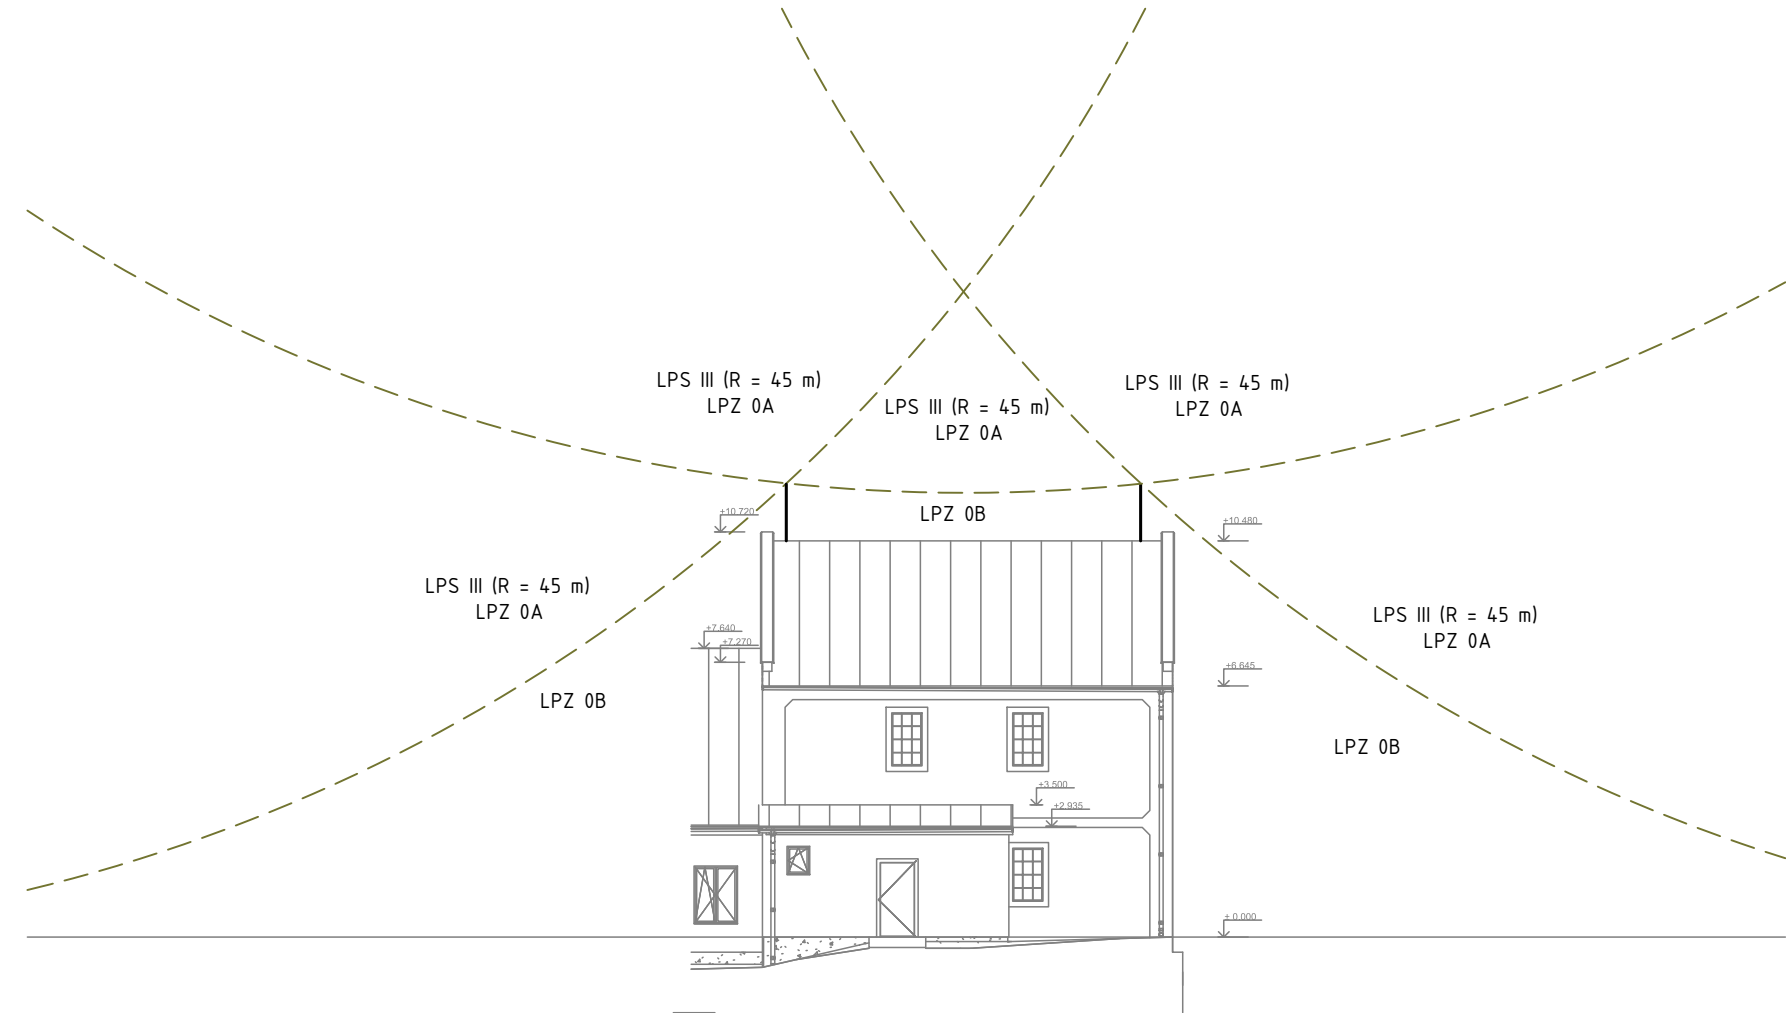 LPS III (R = 45 m)
LPZ 0A
LPS III (R = 45 m)
LPZ 0A
LPS III (R = 45 m)
LPZ 0A
LPZ 0B
+10.720
+10.480
LPS III (R = 45 m)
LPZ 0A
LPS III (R = 45 m)
LPZ 0A
+7.640
+7.270
+6.645
LPZ 0B
LPZ 0B
+3.500
+2.935
+ 0.000